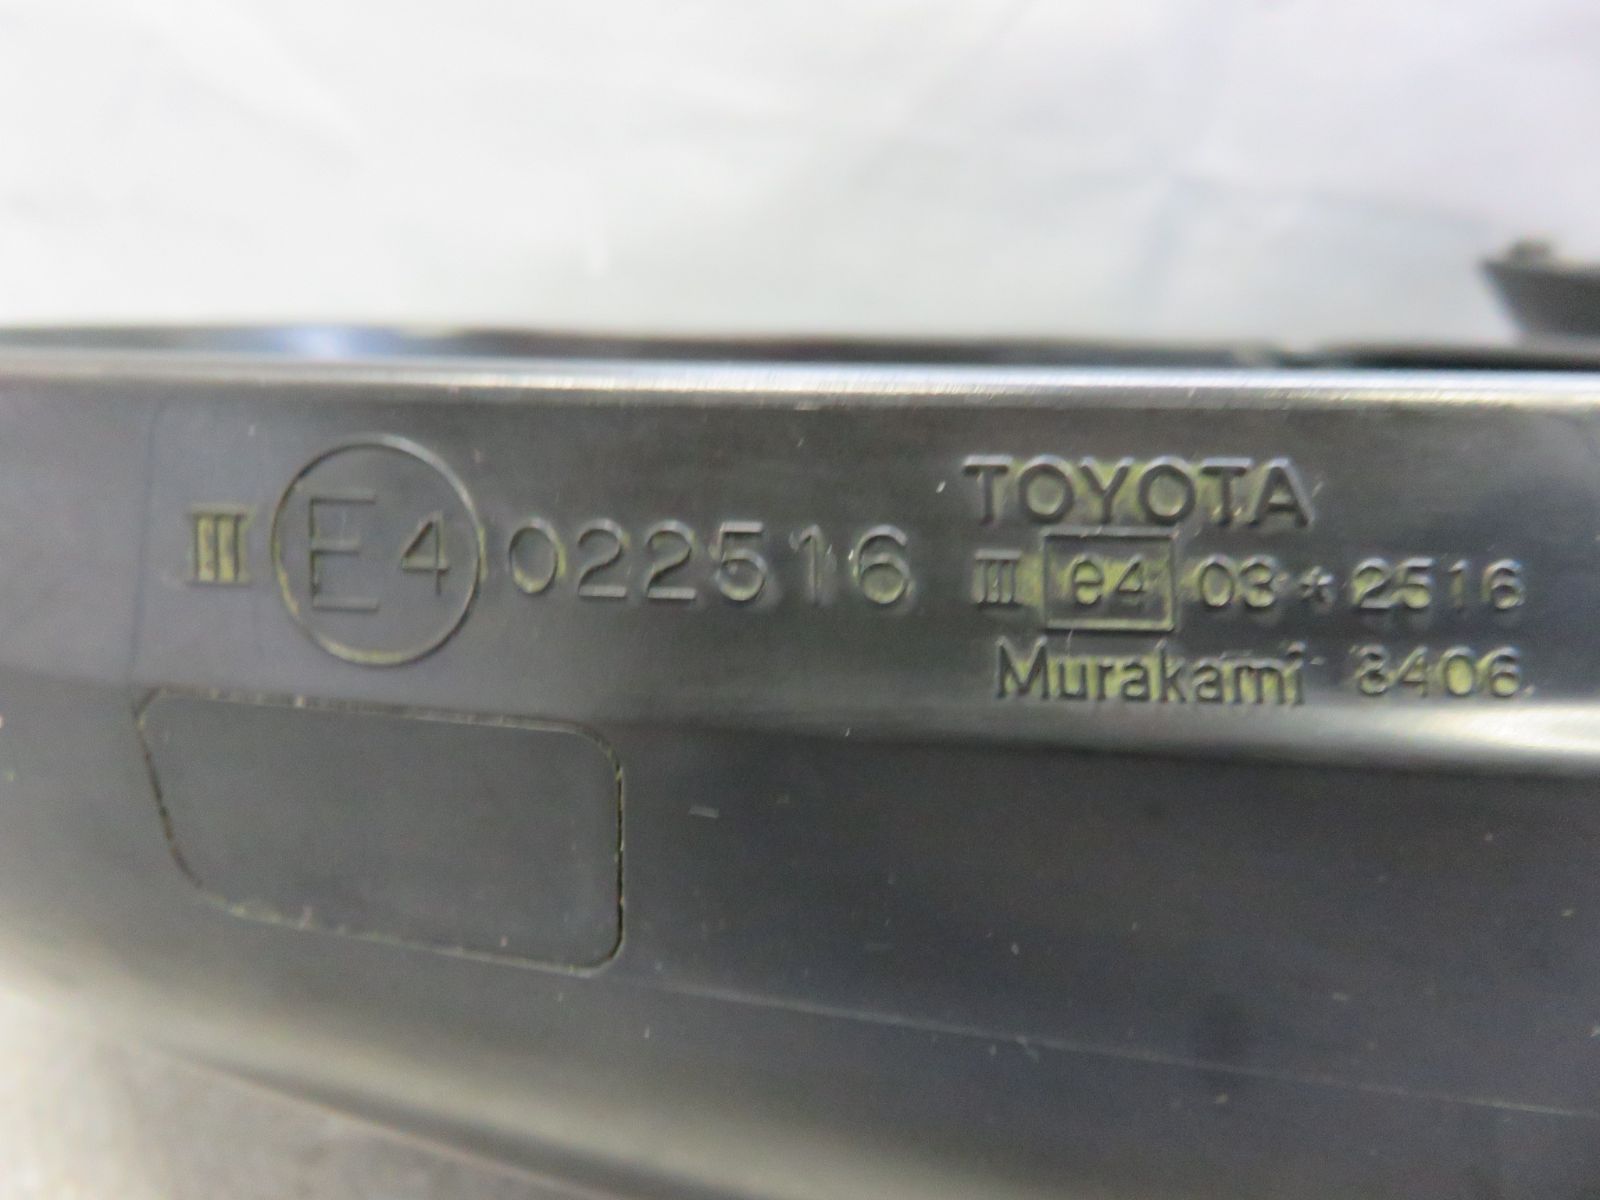 III E4 022516
TOYOTA
III e4 03*2516
Murakami 8406